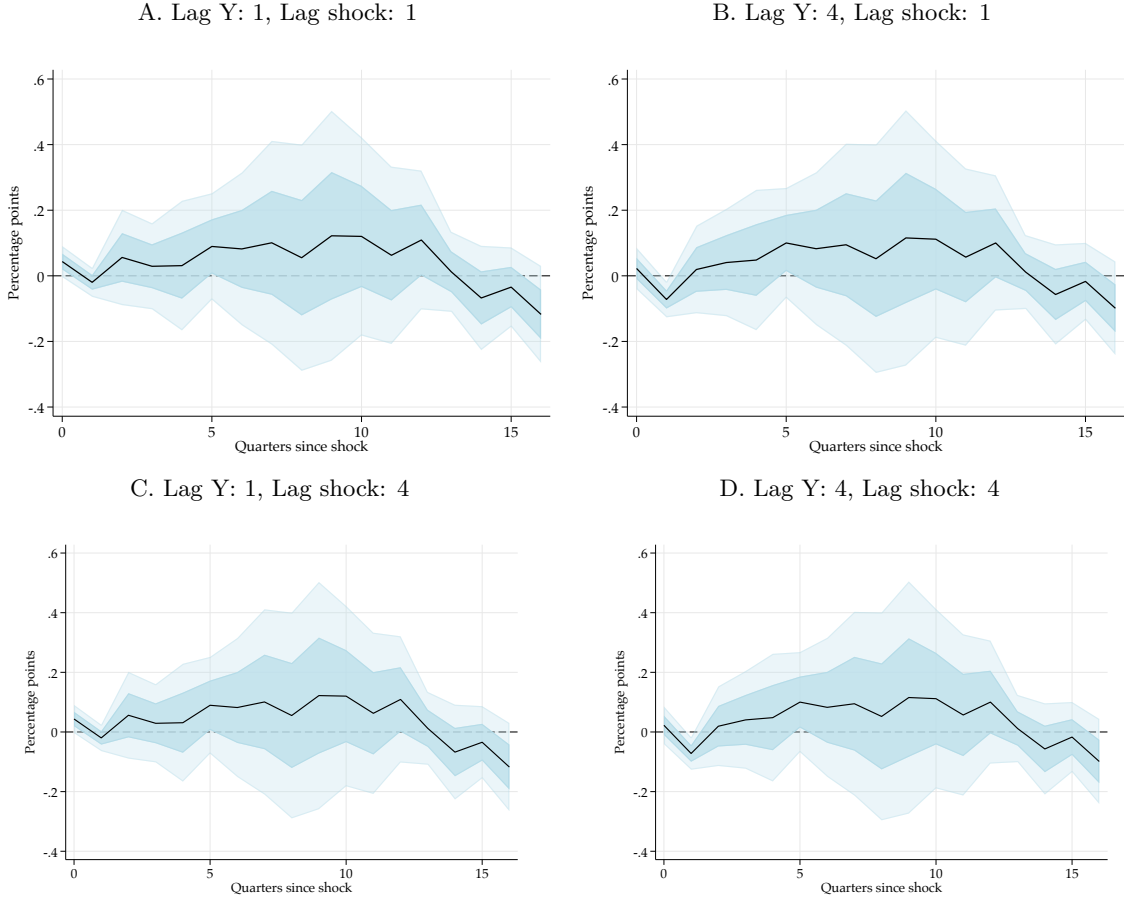 A. Lag Y: 1, Lag shock: 1
Percentage points
.6
.4
.2
0
-.2
-.4
0 5 10 15
Quarters since shock
B. Lag Y: 4, Lag shock: 1
Percentage points
.6
.4
.2
0
-.2
-.4
0 5 10 15
Quarters since shock
C. Lag Y: 1, Lag shock: 4
Percentage points
.6
.4
.2
0
-.2
-.4
0 5 10 15
Quarters since shock
D. Lag Y: 4, Lag shock: 4
Percentage points
.6
.4
.2
0
-.2
-.4
0 5 10 15
Quarters since shock